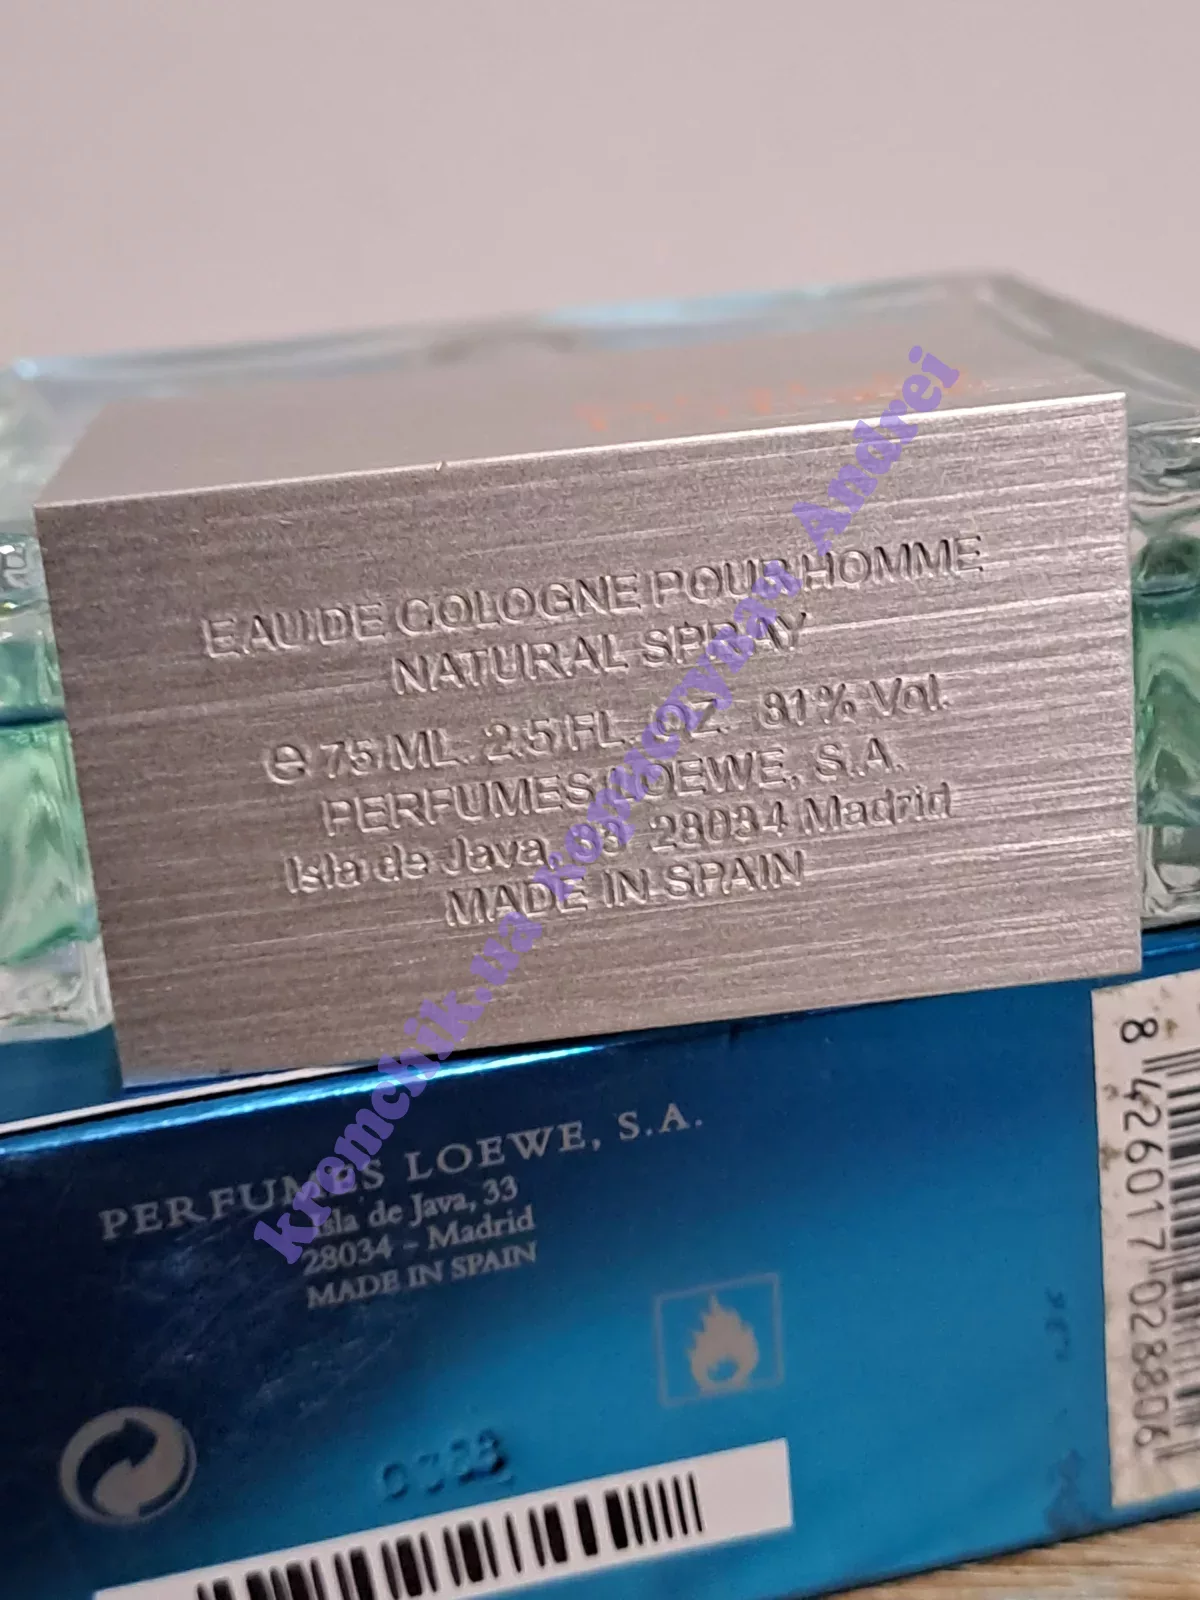 EAU DE COLOGNE POUR HOMME
NATURAL SPRAY
℮ 75 ML. 2.5 FL. OZ. 81% Vol.
PERFUMES LOEWE, S.A.
Isla de Java, 33 28034 Madrid
MADE IN SPAIN
kremchik.ua Komarynas Andrei
PERFUMES LOEWE, S.A.
Isla de Java, 33
28034 - Madrid
MADE IN SPAIN
8 426017 028806